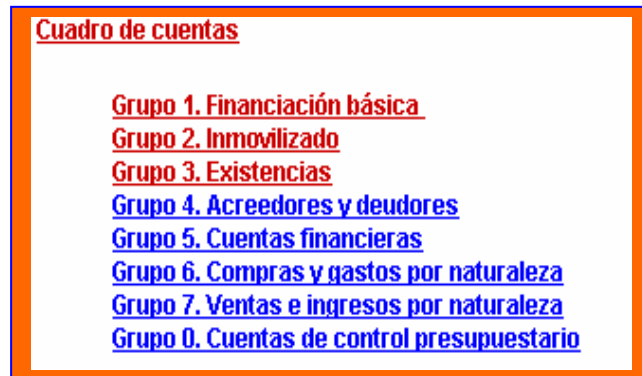 Cuadro de cuentas
Grupo 1. Financiación básica
Grupo 2. Inmovilizado
Grupo 3. Existencias
Grupo 4. Acreedores y deudores
Grupo 5. Cuentas financieras
Grupo 6. Compras y gastos por naturaleza
Grupo 7. Ventas e ingresos por naturaleza
Grupo 0. Cuentas de control presupuestario